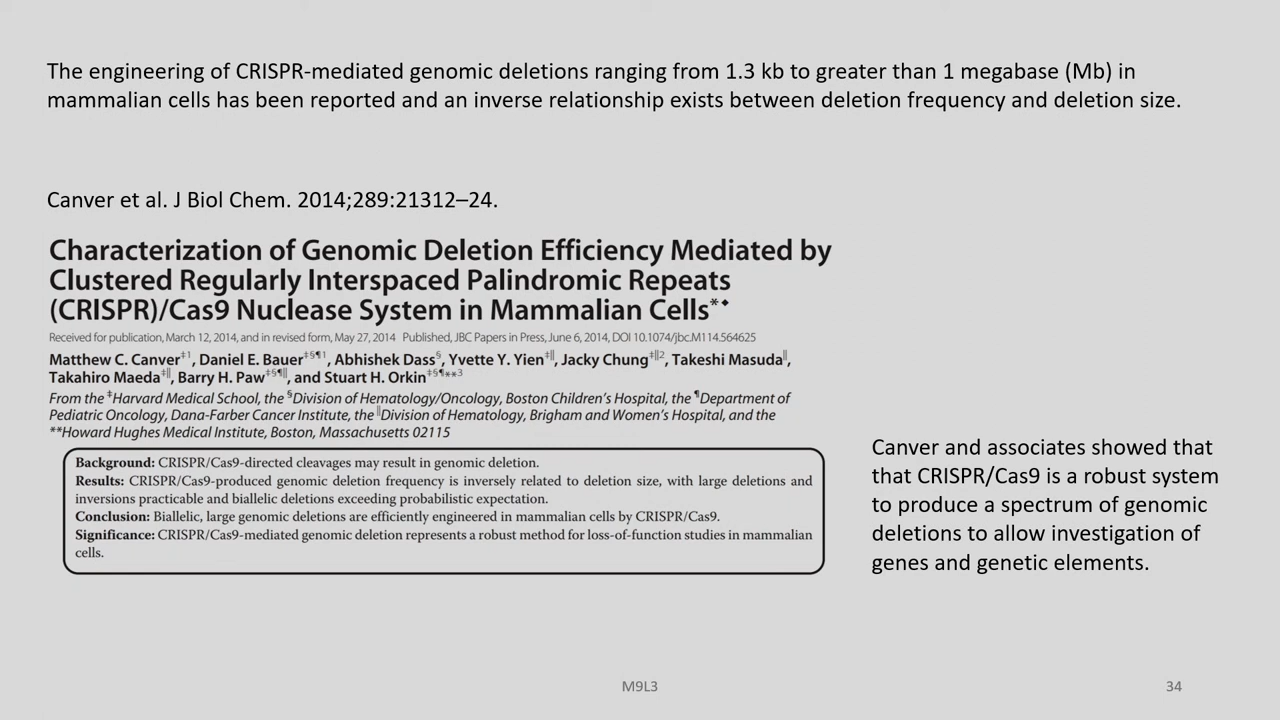 The engineering of CRISPR-mediated genomic deletions ranging from 1.3 kb to greater than 1 megabase (Mb) in
mammalian cells has been reported and an inverse relationship exists between deletion frequency and deletion size.
Canver et al. J Biol Chem. 2014;289:21312–24.
Characterization of Genomic Deletion Efficiency Mediated by
Clustered Regularly Interspaced Palindromic Repeats
(CRISPR)/Cas9 Nuclease System in Mammalian Cells*◆
Received for publication, March 12, 2014, and in revised form, May 27, 2014 Published, JBC Papers in Press, June 6, 2014, DOI 10.1074/jbc.M114.564625
Matthew C. Canver‡1, Daniel E. Bauer‡§¶1, Abhishek Dass§, Yvette Y. Yien‡‖, Jacky Chung‡‖2, Takeshi Masuda‖,
Takahiro Maeda‡‖, Barry H. Paw‡§¶‖, and Stuart H. Orkin‡§¶**3
From the ‡Harvard Medical School, the §Division of Hematology/Oncology, Boston Children's Hospital, the ¶Department of
Pediatric Oncology, Dana-Farber Cancer Institute, the ‖Division of Hematology, Brigham and Women's Hospital, and the
**Howard Hughes Medical Institute, Boston, Massachusetts 02115
Background: CRISPR/Cas9-directed cleavages may result in genomic deletion.
Results: CRISPR/Cas9-produced genomic deletion frequency is inversely related to deletion size, with large deletions and
inversions practicable and biallelic deletions exceeding probabilistic expectation.
Conclusion: Biallelic, large genomic deletions are efficiently engineered in mammalian cells by CRISPR/Cas9.
Significance: CRISPR/Cas9-mediated genomic deletion represents a robust method for loss-of-function studies in mammalian
cells.
Canver and associates showed that
that CRISPR/Cas9 is a robust system
to produce a spectrum of genomic
deletions to allow investigation of
genes and genetic elements.
M9L3
34